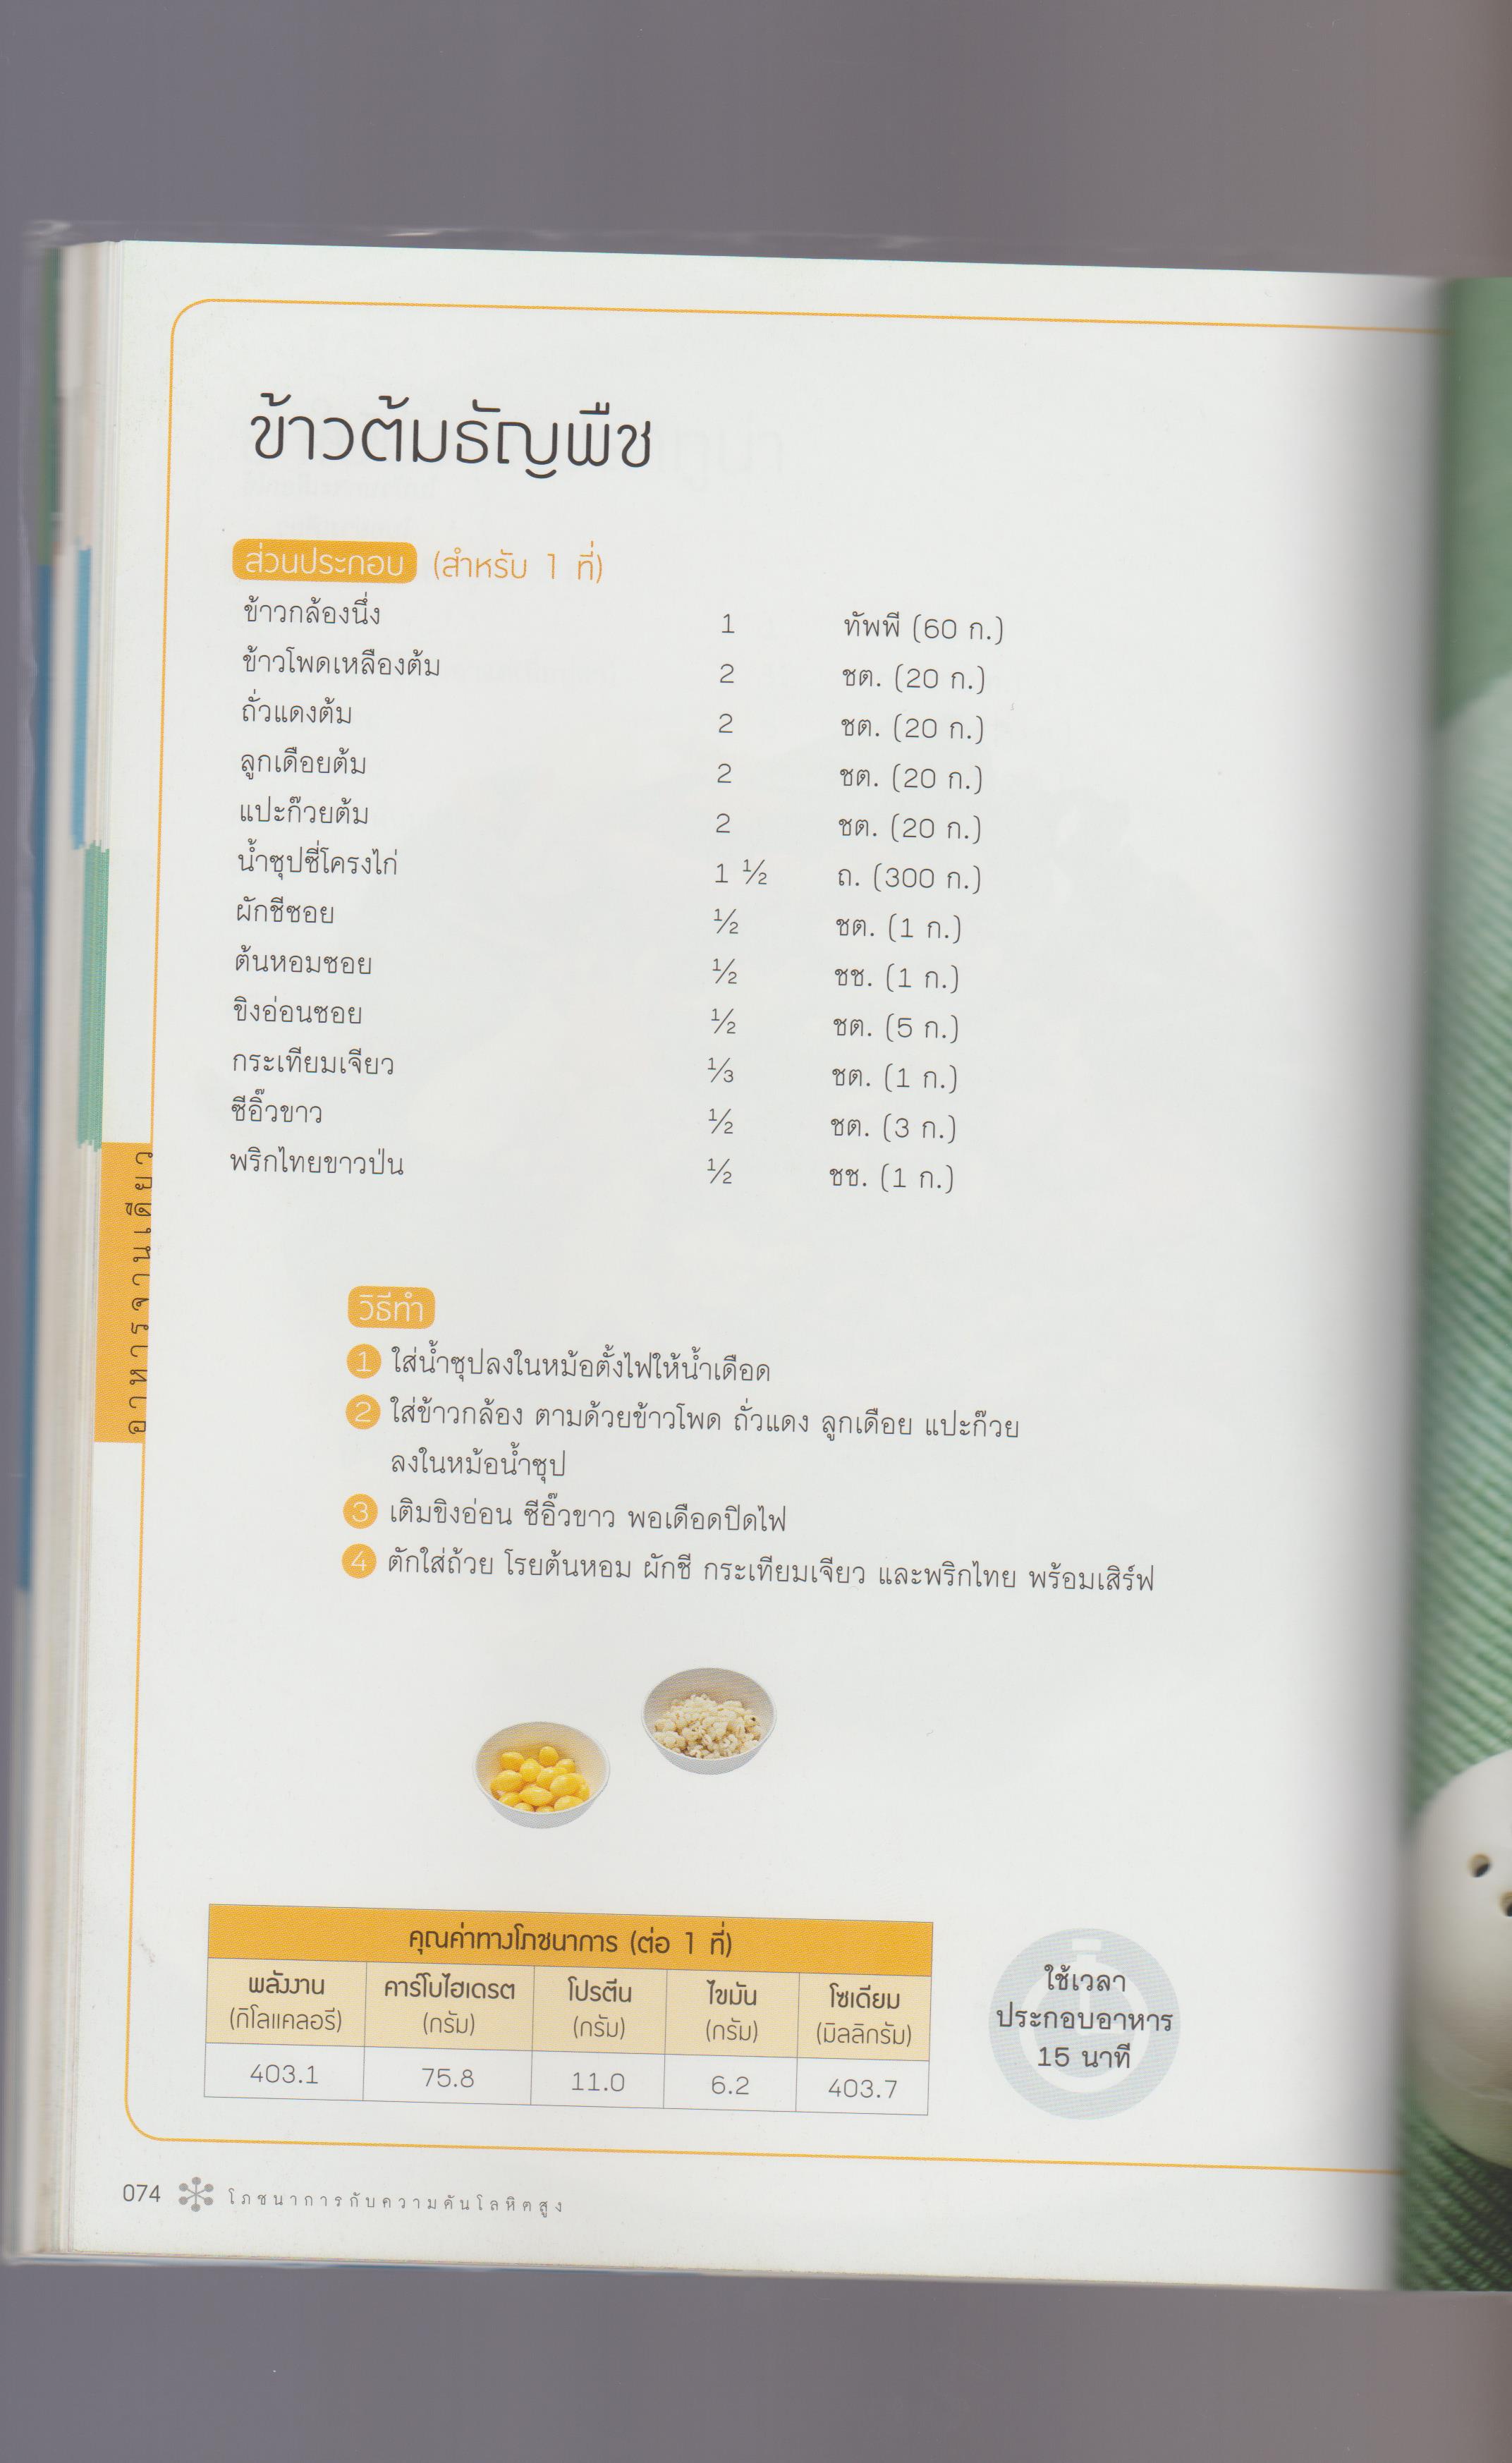 ข้าวต้มธัญพืช
ส่วนประกอบ (สำหรับ 1 ที่)
ข้าวกล้องนึ่ง 1 ทัพพี (60 ก.)
ข้าวโพดเหลืองต้ม 2 ชต. (20 ก.)
ถั่วแดงต้ม 2 ชต. (20 ก.)
ลูกเดือยต้ม 2 ชต. (20 ก.)
แปะก๊วยต้ม 2 ชต. (20 ก.)
น้ำซุปซี่โครงไก่ 1 ½ ถ. (300 ก.)
ผักชีซอย ½ ชต. (1 ก.)
ต้นหอมซอย ½ ชช. (1 ก.)
ขิงอ่อนซอย ½ ชต. (5 ก.)
กระเทียมเจียว ⅓ ชต. (1 ก.)
ซีอิ๊วขาว ½ ชต. (3 ก.)
พริกไทยขาวป่น ½ ชช. (1 ก.)
อาหารจานเดียว
วิธีทำ
1 ใส่น้ำซุปลงในหม้อตั้งไฟให้น้ำเดือด
2 ใส่ข้าวกล้อง ตามด้วยข้าวโพด ถั่วแดง ลูกเดือย แปะก๊วย
ลงในหม้อน้ำซุป
3 เติมขิงอ่อน ซีอิ๊วขาว พอเดือดปิดไฟ
4 ตักใส่ถ้วย โรยต้นหอม ผักชี กระเทียมเจียว และพริกไทย พร้อมเสิร์ฟ
คุณค่าทางโภชนาการ (ต่อ 1 ที่)
พลังงาน คาร์โบไฮเดรต โปรตีน ไขมัน โซเดียม
(กิโลแคลอรี) (กรัม) (กรัม) (กรัม) (มิลลิกรัม)
403.1 75.8 11.0 6.2 403.7
ใช้เวลา
ประกอบอาหาร
15 นาที
074 โภชนาการกับความดันโลหิตสูง